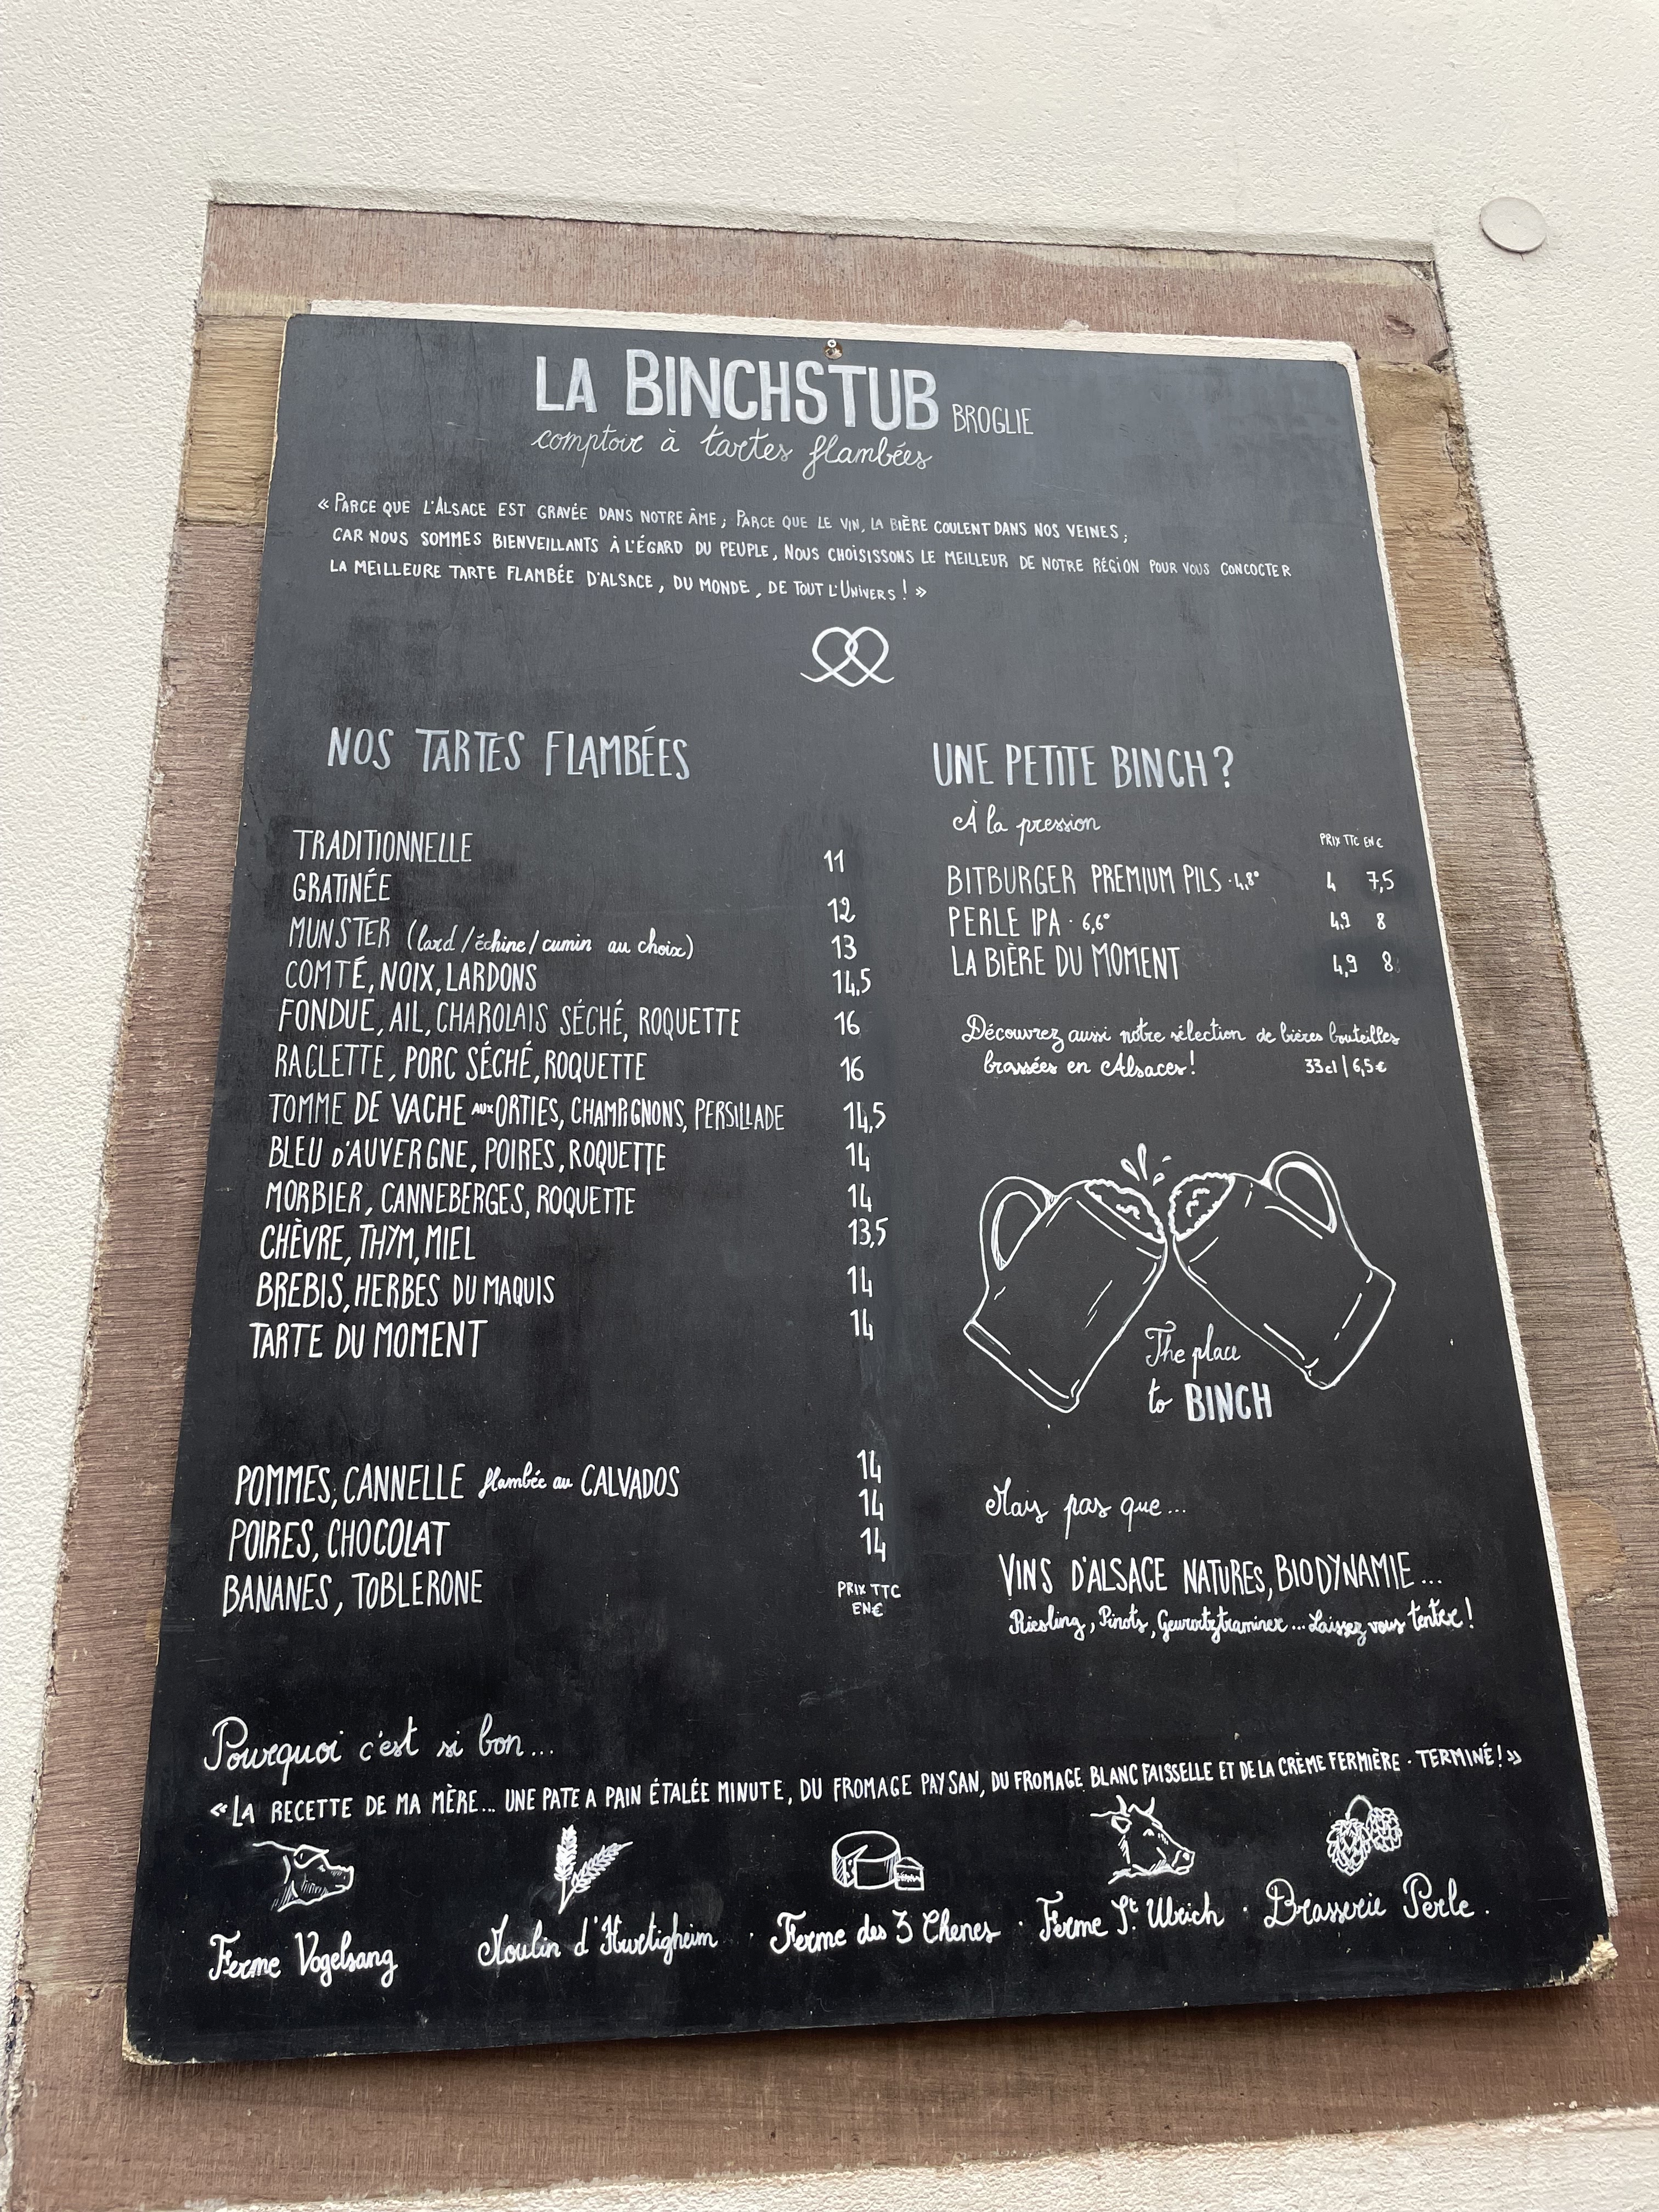 LA BINCHSTUB BROGLIE
comptoir à tartes flambées
« PARCE QUE L'ALSACE EST GRAVÉE DANS NOTRE ÂME ; PARCE QUE LE VIN, LA BIÈRE COULENT DANS NOS VEINES ;
CAR NOUS SOMMES BIENVEILLANTS À L'ÉGARD DU PEUPLE, NOUS CHOISISSONS LE MEILLEUR DE NOTRE RÉGION POUR VOUS CONCOCTER
LA MEILLEURE TARTE FLAMBÉE D'ALSACE, DU MONDE, DE TOUT L'UNIVERS ! »
NOS TARTES FLAMBÉES
TRADITIONNELLE 11
GRATINÉE 12
MUNSTER (lard/échine/cumin au choix) 13
COMTÉ, NOIX, LARDONS 14,5
FONDUE, AIL, CHAROLAIS SÉCHÉ, ROQUETTE 16
RACLETTE, PORC SÉCHÉ, ROQUETTE 16
TOMME DE VACHE AUX ORTIES, CHAMPIGNONS, PERSILLADE 14,5
BLEU D'AUVERGNE, POIRES, ROQUETTE 14
MORBIER, CANNEBERGES, ROQUETTE 14
CHÈVRE, THYM, MIEL 13,5
BREBIS, HERBES DU MAQUIS 14
TARTE DU MOMENT 14
POMMES, CANNELLE flambée au CALVADOS 14
POIRES, CHOCOLAT 14
BANANES, TOBLERONE 14
PRIX TTC
EN €
UNE PETITE BINCH ?
À la pression
PRIX TTC EN €
BITBURGER PREMIUM PILS · 4,8° 4 7,5
PERLE IPA · 6,6° 4,9 8
LA BIÈRE DU MOMENT 4,9 8
Découvrez aussi notre sélection de bières bouteilles
brassées en Alsaces ! 33cl | 6,5€
The place
to BINCH
Mais pas que...
VINS D'ALSACE NATURES, BIODYNAMIE...
Riesling, Pinots, Gewurtztraminer... Laissez vous tenter !
Pourquoi c'est si bon...
« LA RECETTE DE MA MÈRE... UNE PATE A PAIN ÉTALÉE MINUTE, DU FROMAGE PAYSAN, DU FROMAGE BLANC FAISSELLE ET DE LA CRÈME FERMIÈRE · TERMINÉ ! »
Ferme Vogelsang Moulin d'Hurtigheim · Ferme des 3 Chenes · Ferme St. Ulrich · Brasserie Perle.